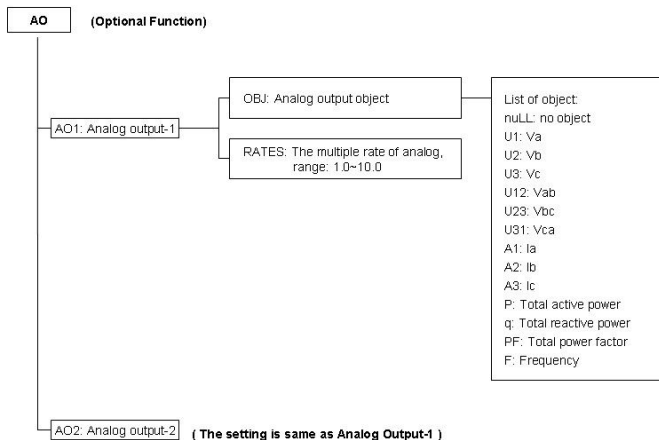 AO (Optional Function)
AO1: Analog output-1
OBJ: Analog output object
RATES: The multiple rate of analog,
range: 1.0~10.0
List of object:
nuLL: no object
U1: Va
U2: Vb
U3: Vc
U12: Vab
U23: Vbc
U31: Vca
A1: Ia
A2: Ib
A3: Ic
P: Total active power
q: Total reactive power
PF: Total power factor
F: Frequency
AO2: Analog output-2 ( The setting is same as Analog Output-1 )